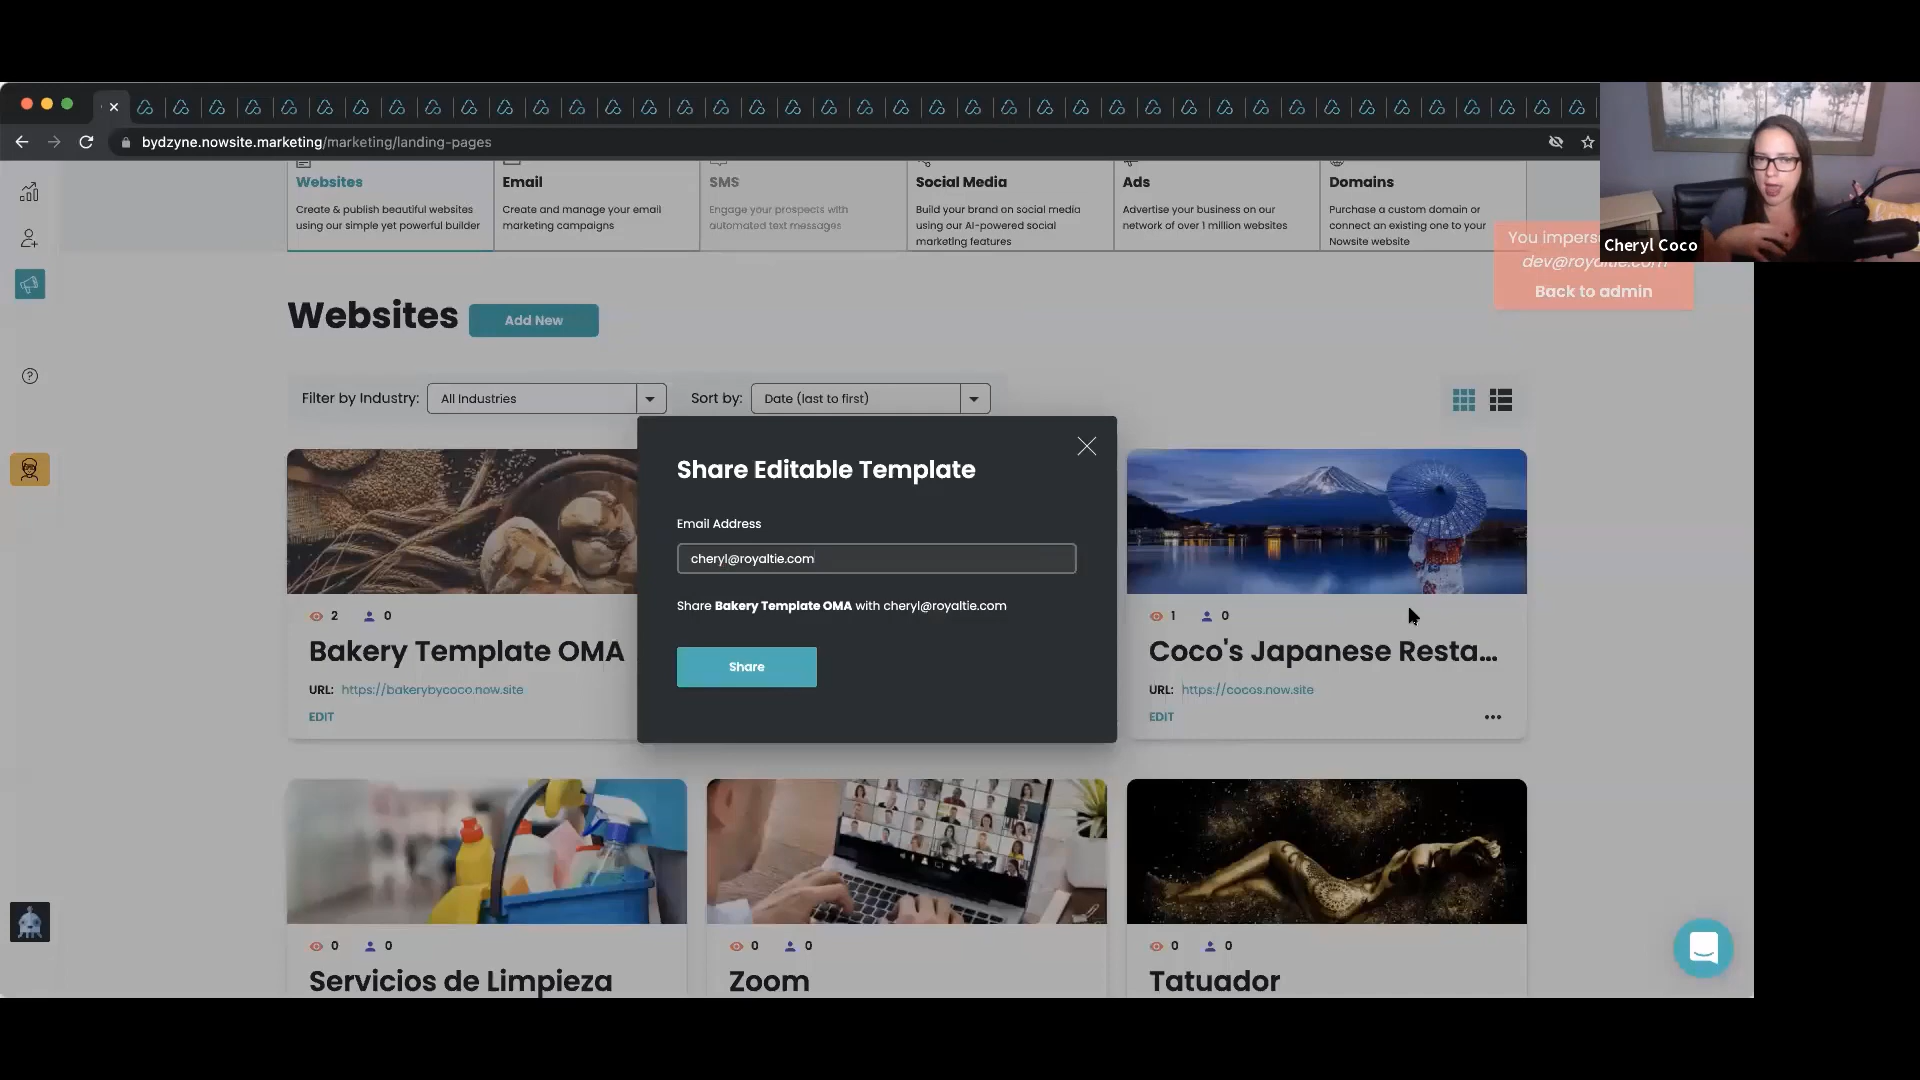 bydzyne.nowsite.marketing/marketing/landing-pages
Websites
Create & publish beautiful websites
using our simple yet powerful builder
Email
Create and manage your email
marketing campaigns
SMS
Engage your prospects with
automated text messages
Social Media
Build your brand on social media
using our AI-powered social
marketing features
Ads
Advertise your business on our
network of over 1 million websites
Domains
Purchase a custom domain or
connect an existing one to your
Nowsite website
Cheryl Coco
You impers
dev@royaltie.com
Back to admin
Websites
Add New
Filter by Industry:
All Industries
Sort by:
Date (last to first)
Share Editable Template
Email Address
cheryl@royaltie.com
Share Bakery Template OMA with cheryl@royaltie.com
Share
2
0
Bakery Template OMA
URL: https://bakerybycoco.now.site
EDIT
1
0
Coco's Japanese Resta...
URL: https://cocos.now.site
EDIT
0
0
Servicios de Limpieza
0
0
Zoom
0
0
Tatuador